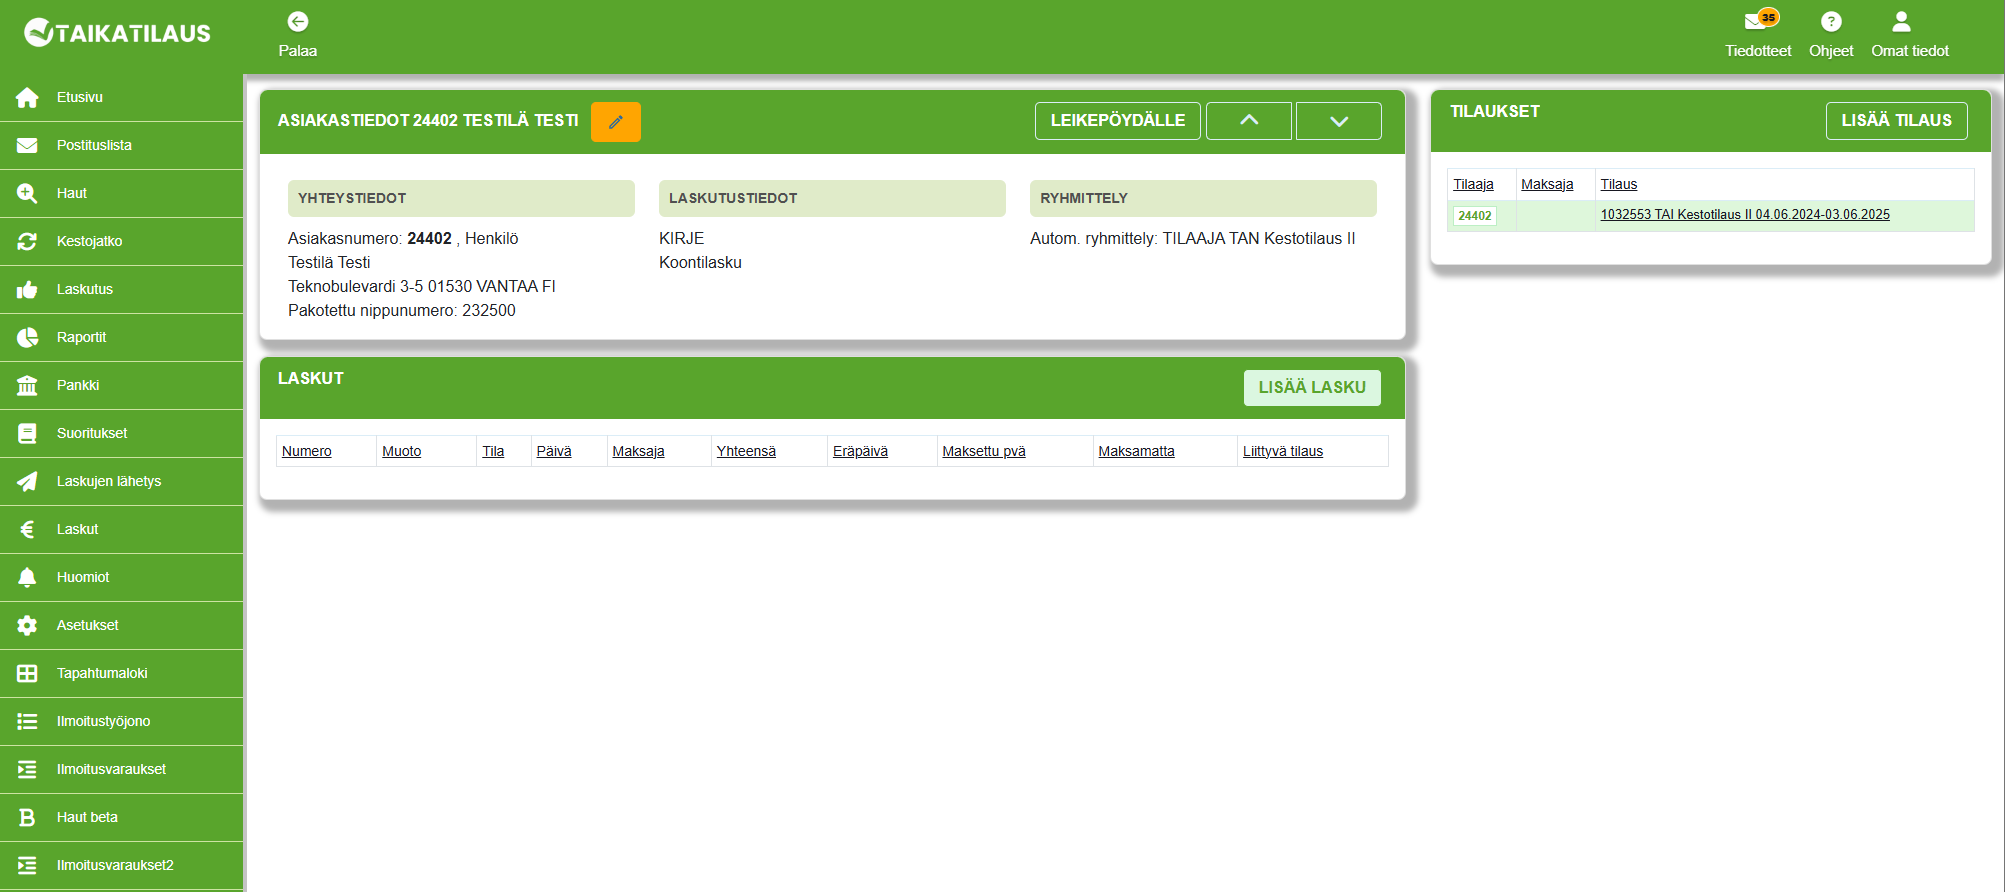 TAIKATILAUS
Palaa
35
Tiedotteet
?
Ohjeet
Omat tiedot
Etusivu
Postituslista
Haut
Kestojatko
Laskutus
Raportit
Pankki
Suoritukset
Laskujen lähetys
€ Laskut
Huomiot
Asetukset
Tapahtumaloki
Ilmoitustyöjono
Ilmoitusvaraukset
B Haut beta
Ilmoitusvaraukset2
ASIAKASTIEDOT 24402 TESTILÄ TESTI
LEIKEPÖYDÄLLE
YHTEYSTIEDOT
Asiakasnumero: 24402 , Henkilö
Testilä Testi
Teknobulevardi 3-5 01530 VANTAA FI
Pakotettu nippunumero: 232500
LASKUTUSTIEDOT
KIRJE
Koontilasku
RYHMITTELY
Autom. ryhmittely: TILAAJA TAN Kestotilaus II
LASKUT
LISÄÄ LASKU
Numero Muoto Tila Päivä Maksaja Yhteensä Eräpäivä Maksettu pvä Maksamatta Liittyvä tilaus
TILAUKSET
LISÄÄ TILAUS
Tilaaja Maksaja Tilaus
24402 1032553 TAI Kestotilaus II 04.06.2024-03.06.2025